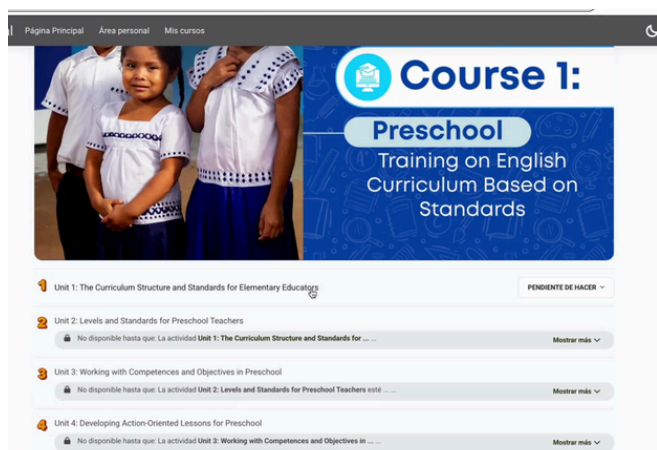 Página Principal Área personal Mis cursos
Course 1:
Preschool
Training on English
Curriculum Based on
Standards
1 Unit 1: The Curriculum Structure and Standards for Elementary Educators PENDIENTE DE HACER
2 Unit 2: Levels and Standards for Preschool Teachers
No disponible hasta que: La actividad Unit 1: The Curriculum Structure and Standards for ... ... Mostrar más
3 Unit 3: Working with Competences and Objectives in Preschool
No disponible hasta que: La actividad Unit 2: Levels and Standards for Preschool Teachers esté ... ... Mostrar más
4 Unit 4: Developing Action-Oriented Lessons for Preschool
No disponible hasta que: La actividad Unit 3: Working with Competences and Objectives in ... ... Mostrar más